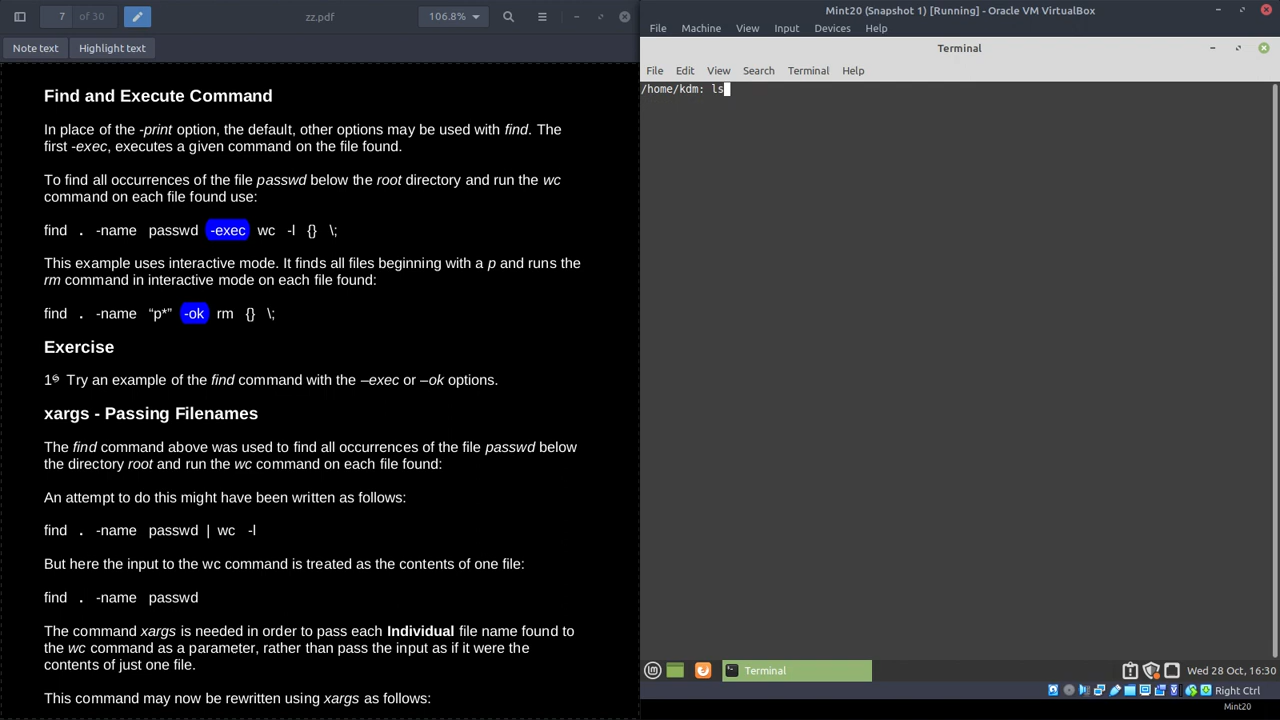 7 of 30
zz.pdf
106.8%
Note text
Highlight text
Find and Execute Command
In place of the -print option, the default, other options may be used with find. The
first -exec, executes a given command on the file found.
To find all occurrences of the file passwd below the root directory and run the wc
command on each file found use:
find . -name passwd -exec wc -l {} \;
This example uses interactive mode. It finds all files beginning with a p and runs the
rm command in interactive mode on each file found:
find . -name “p*” -ok rm {} \;
Exercise
1 Try an example of the find command with the –exec or –ok options.
xargs - Passing Filenames
The find command above was used to find all occurrences of the file passwd below
the directory root and run the wc command on each file found:
An attempt to do this might have been written as follows:
find . -name passwd | wc -l
But here the input to the wc command is treated as the contents of one file:
find . -name passwd
The command xargs is needed in order to pass each Individual file name found to
the wc command as a parameter, rather than pass the input as if it were the
contents of just one file.
This command may now be rewritten using xargs as follows:
Mint20 (Snapshot 1) [Running] - Oracle VM VirtualBox
File Machine View Input Devices Help
Terminal
File Edit View Search Terminal Help
/home/kdm: ls
Terminal
Wed 28 Oct, 16:30
Right Ctrl
Mint20